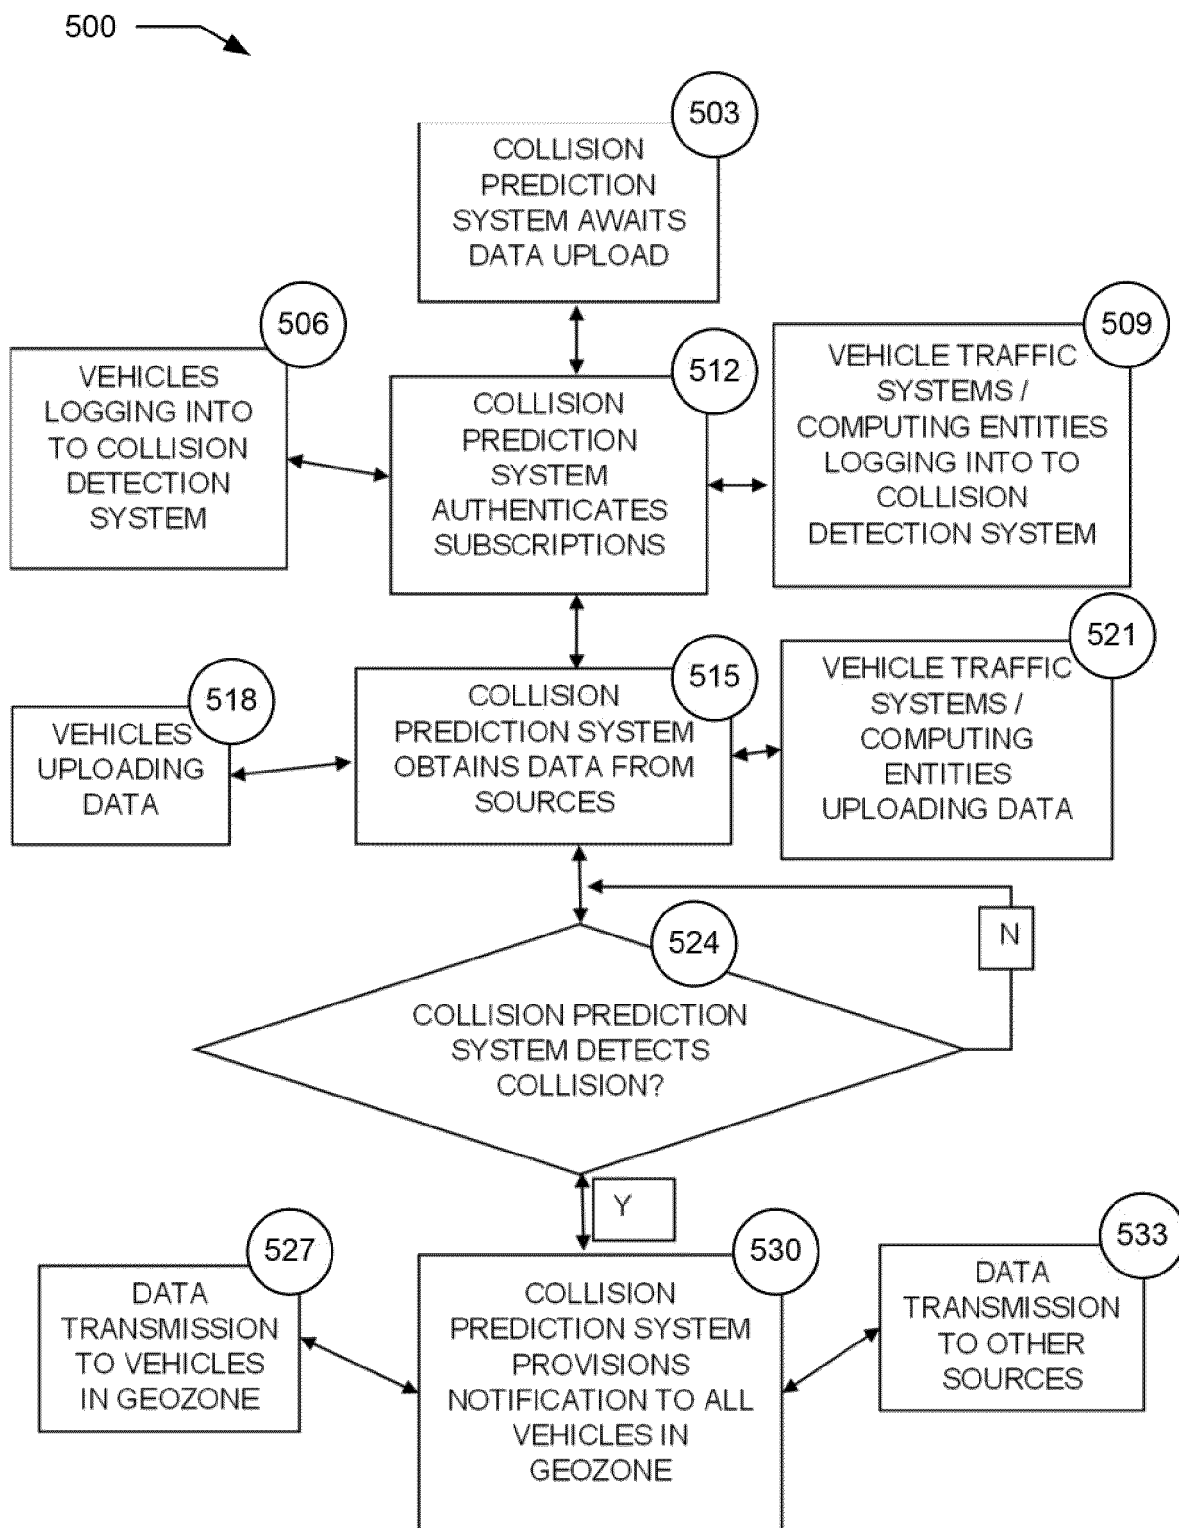 500
503
COLLISION
PREDICTION
SYSTEM AWAITS
DATA UPLOAD
506
VEHICLES
LOGGING INTO
TO COLLISION
DETECTION
SYSTEM
512
COLLISION
PREDICTION
SYSTEM
AUTHENTICATES
SUBSCRIPTIONS
509
VEHICLE TRAFFIC
SYSTEMS /
COMPUTING ENTITIES
LOGGING INTO TO
COLLISION
DETECTION SYSTEM
518
VEHICLES
UPLOADING
DATA
515
COLLISION
PREDICTION SYSTEM
OBTAINS DATA FROM
SOURCES
521
VEHICLE TRAFFIC
SYSTEMS /
COMPUTING
ENTITIES
UPLOADING DATA
524
COLLISION PREDICTION
SYSTEM DETECTS
COLLISION?
N
Y
527
DATA
TRANSMISSION
TO VEHICLES
IN GEOZONE
530
COLLISION
PREDICTION SYSTEM
PROVISIONS
NOTIFICATION TO ALL
VEHICLES IN
GEOZONE
533
DATA
TRANSMISSION
TO OTHER
SOURCES